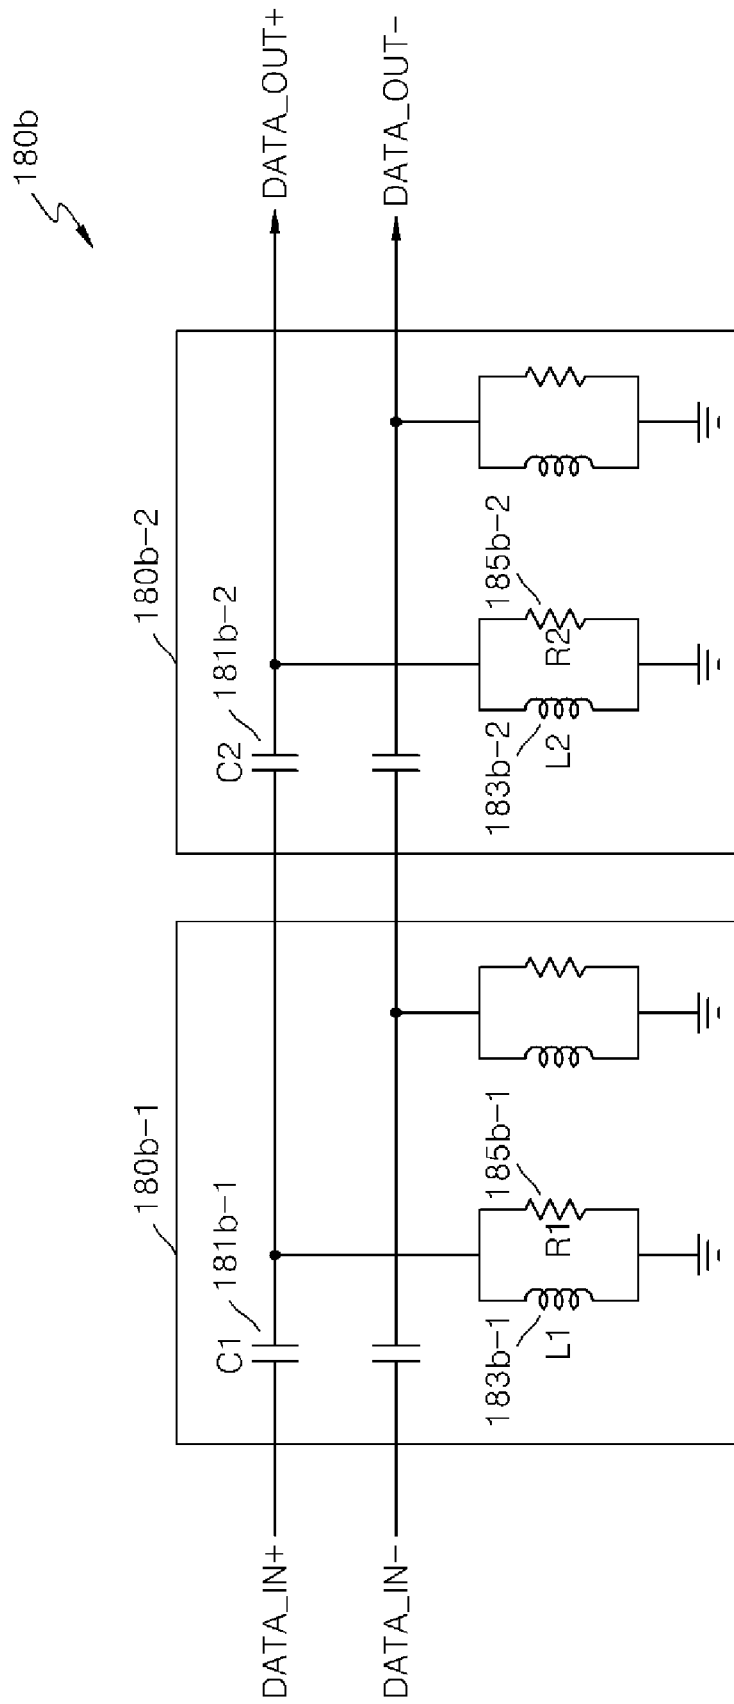 180b
180b-1
180b-2
C1
181b-1
C2
181b-2
DATA_IN+
DATA_OUT+
DATA_IN-
DATA_OUT-
183b-1
185b-1
183b-2
185b-2
L1
R1
L2
R2